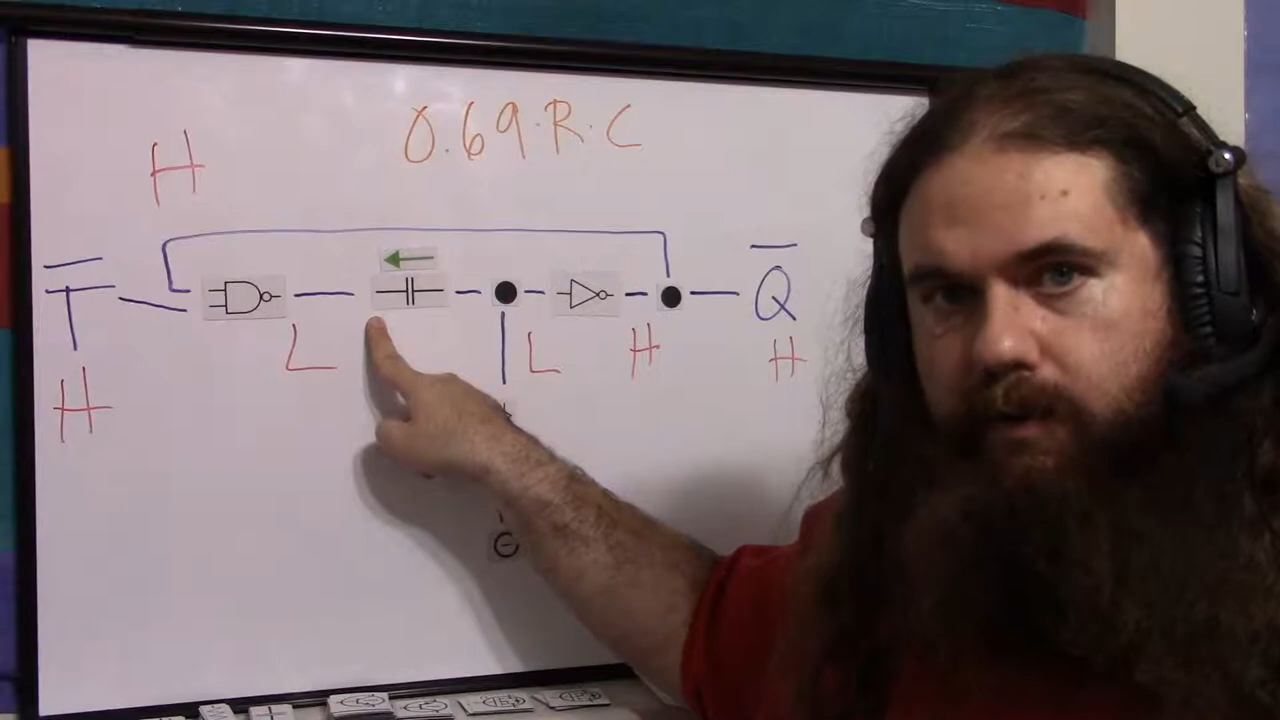 0.69·R·C
H
T̅ Q̅
L L H H
H